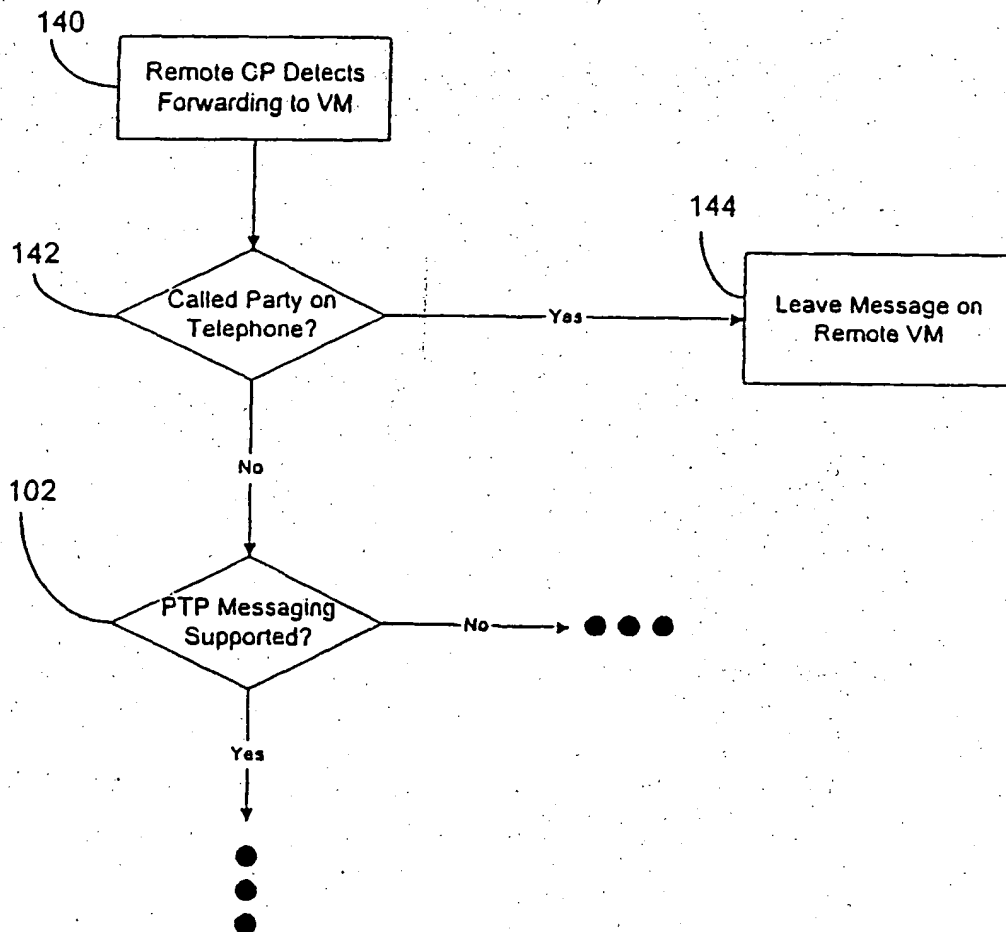 140
Remote CP Detects
Forwarding to VM
142
Called Party on
Telephone?
Yes
144
Leave Message on
Remote VM
No
102
PTP Messaging
Supported?
No
Yes